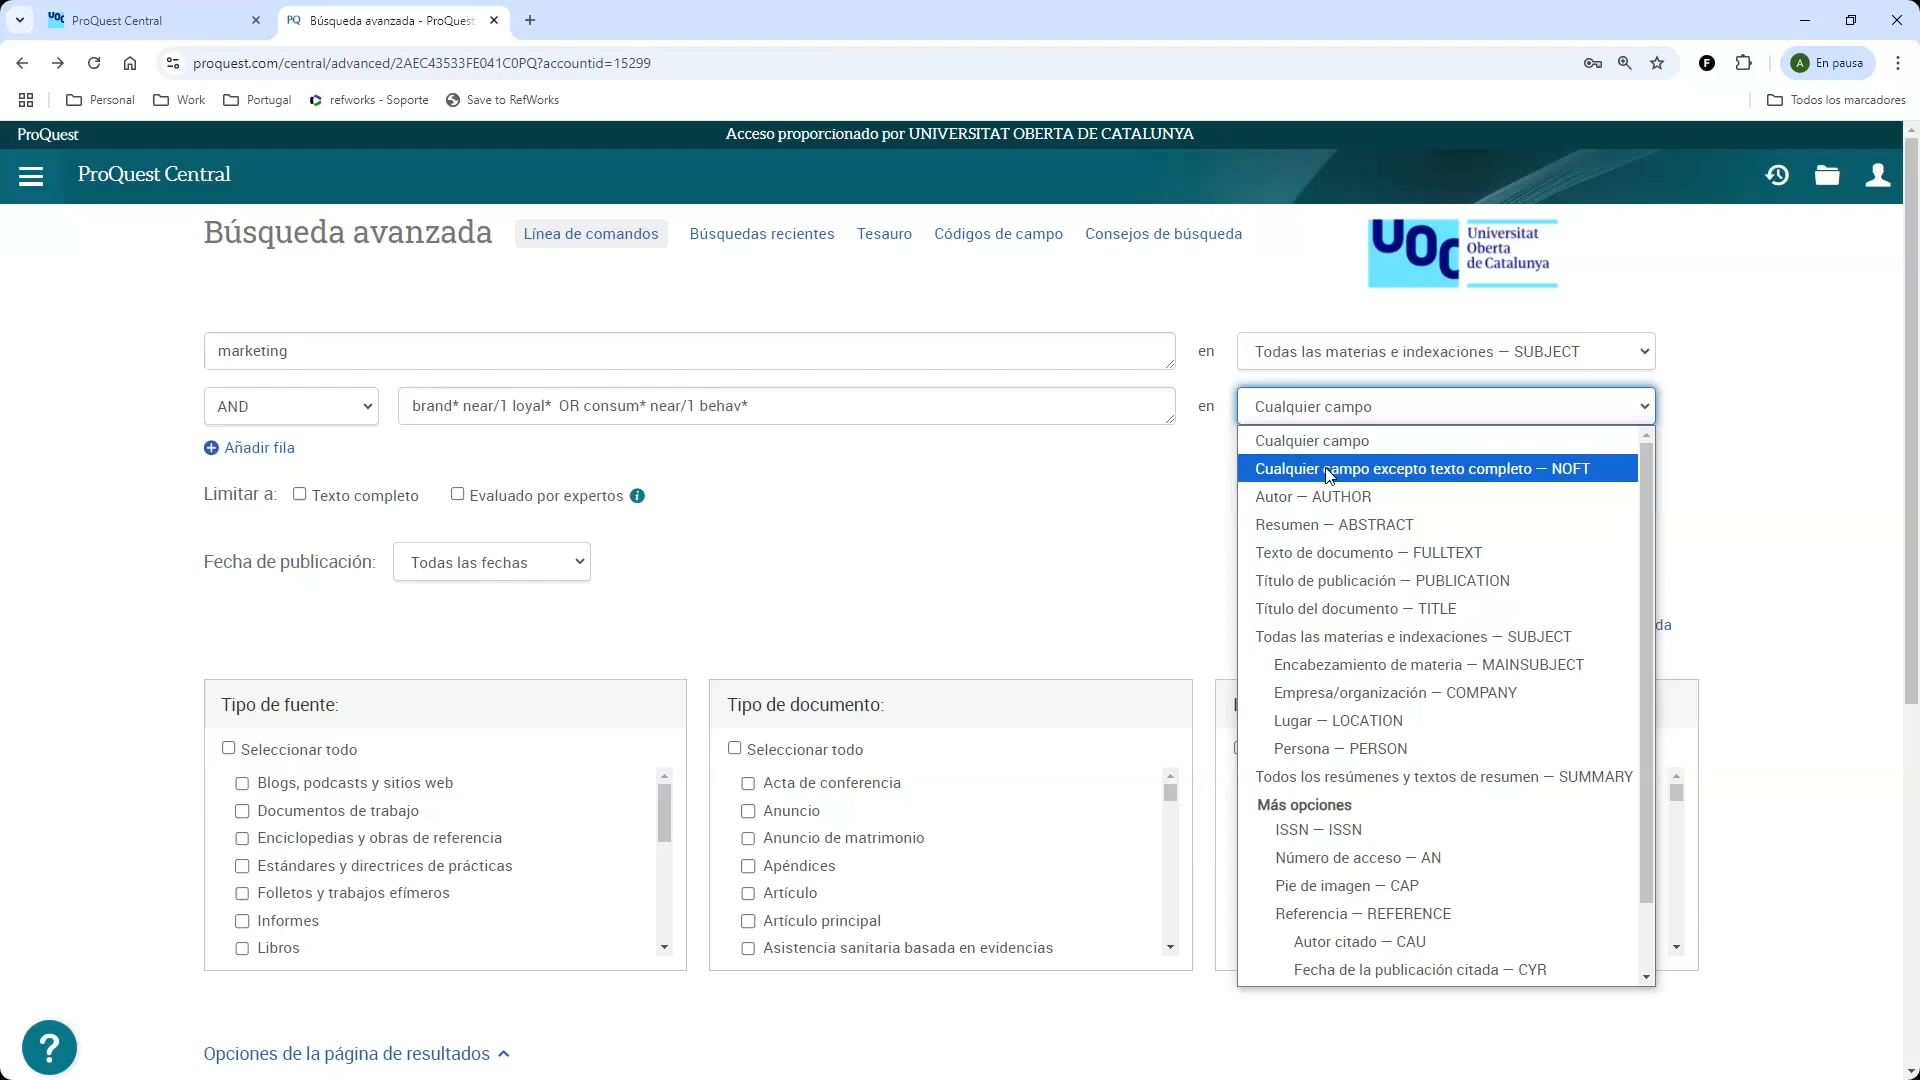 ProQuest Central
PQ Búsqueda avanzada - ProQuest
proquest.com/central/advanced/2AEC43533FE041C0PQ?accountid=15299
F
A En pausa
Personal
Work
Portugal
refworks - Soporte
Save to RefWorks
Todos los marcadores
ProQuest
Acceso proporcionado por UNIVERSITAT OBERTA DE CATALUNYA
ProQuest Central
Búsqueda avanzada
Línea de comandos
Búsquedas recientes
Tesauro
Códigos de campo
Consejos de búsqueda
UOC
Universitat
Oberta
de Catalunya
marketing
en
Todas las materias e indexaciones — SUBJECT
AND
brand* near/1 loyal* OR consum* near/1 behav*
en
Cualquier campo
Añadir fila
Cualquier campo
Cualquier campo excepto texto completo — NOFT
Autor — AUTHOR
Resumen — ABSTRACT
Texto de documento — FULLTEXT
Título de publicación — PUBLICATION
Título del documento — TITLE
Todas las materias e indexaciones — SUBJECT
Encabezamiento de materia — MAINSUBJECT
Empresa/organización — COMPANY
Lugar — LOCATION
Persona — PERSON
Todos los resúmenes y textos de resumen — SUMMARY
Más opciones
ISSN — ISSN
Número de acceso — AN
Pie de imagen — CAP
Referencia — REFERENCE
Autor citado — CAU
Fecha de la publicación citada — CYR
Limitar a:
Texto completo
Evaluado por expertos
Fecha de publicación:
Todas las fechas
da
Tipo de fuente:
Seleccionar todo
Blogs, podcasts y sitios web
Documentos de trabajo
Enciclopedias y obras de referencia
Estándares y directrices de prácticas
Folletos y trabajos efímeros
Informes
Libros
Tipo de documento:
Seleccionar todo
Acta de conferencia
Anuncio
Anuncio de matrimonio
Apéndices
Artículo
Artículo principal
Asistencia sanitaria basada en evidencias
?
Opciones de la página de resultados